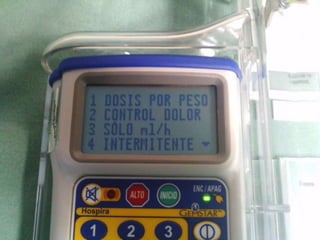 1 DOSIS POR PESO
2 CONTROL DOLOR
3 SÓLO ml/h
4 INTERMITENTE
ENC / APAG
ALTO
INICIO
Hospira
GEMSTAR
1
2
3